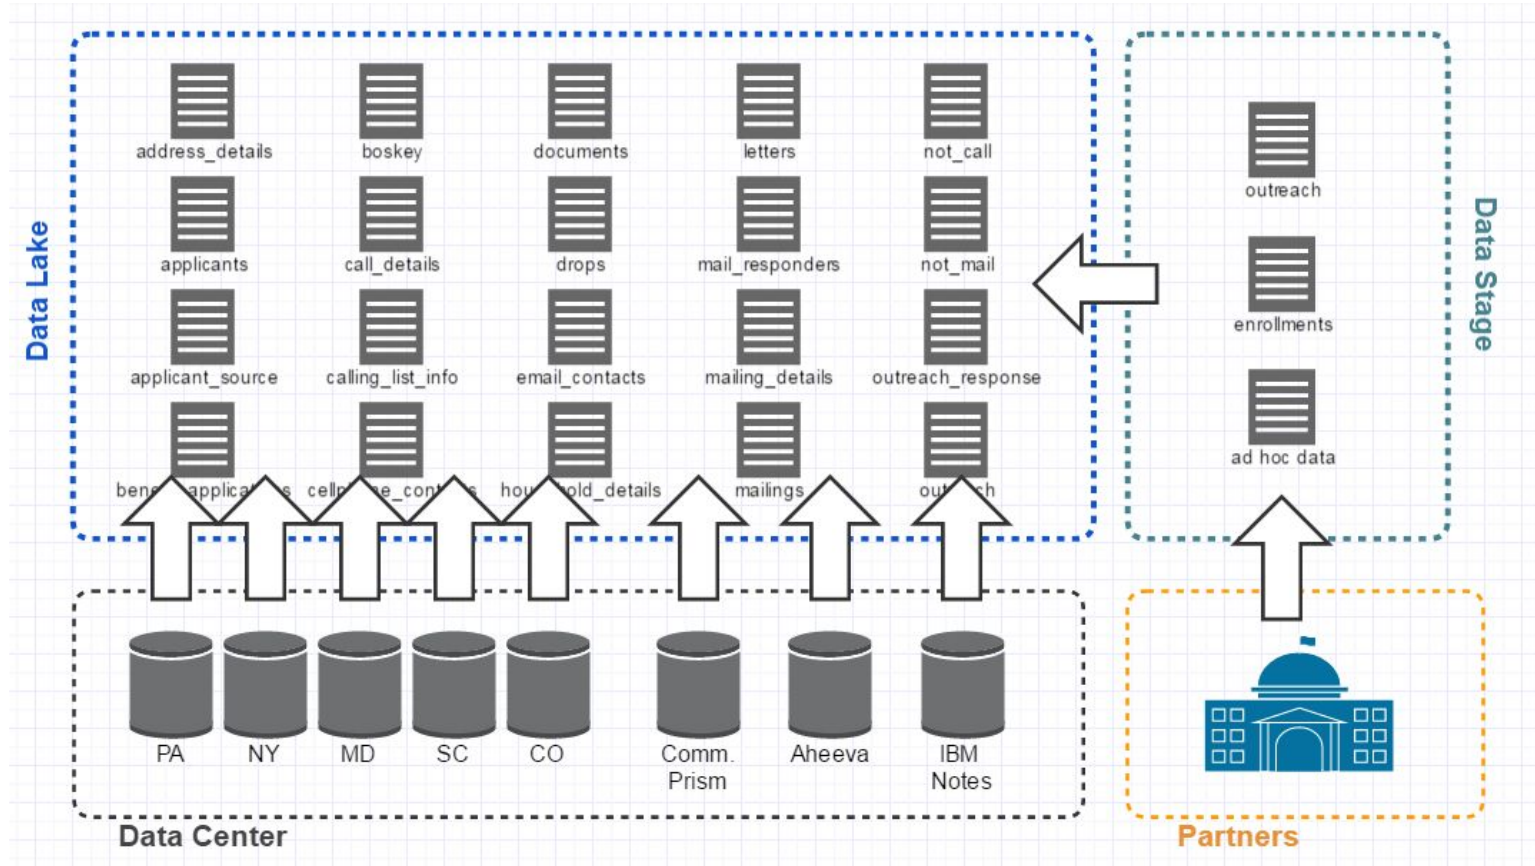 address_details
boskey
documents
letters
not_call
outreach
applicants
call_details
drops
mail_responders
not_mail
enrollments
applicant_source
calling_list_info
email_contacts
mailing_details
outreach_response
ad hoc data
mailings
Data Lake
Data Stage
PA
NY
MD
SC
CO
Comm.
Prism
Aheeva
IBM
Notes
Data Center
Partners